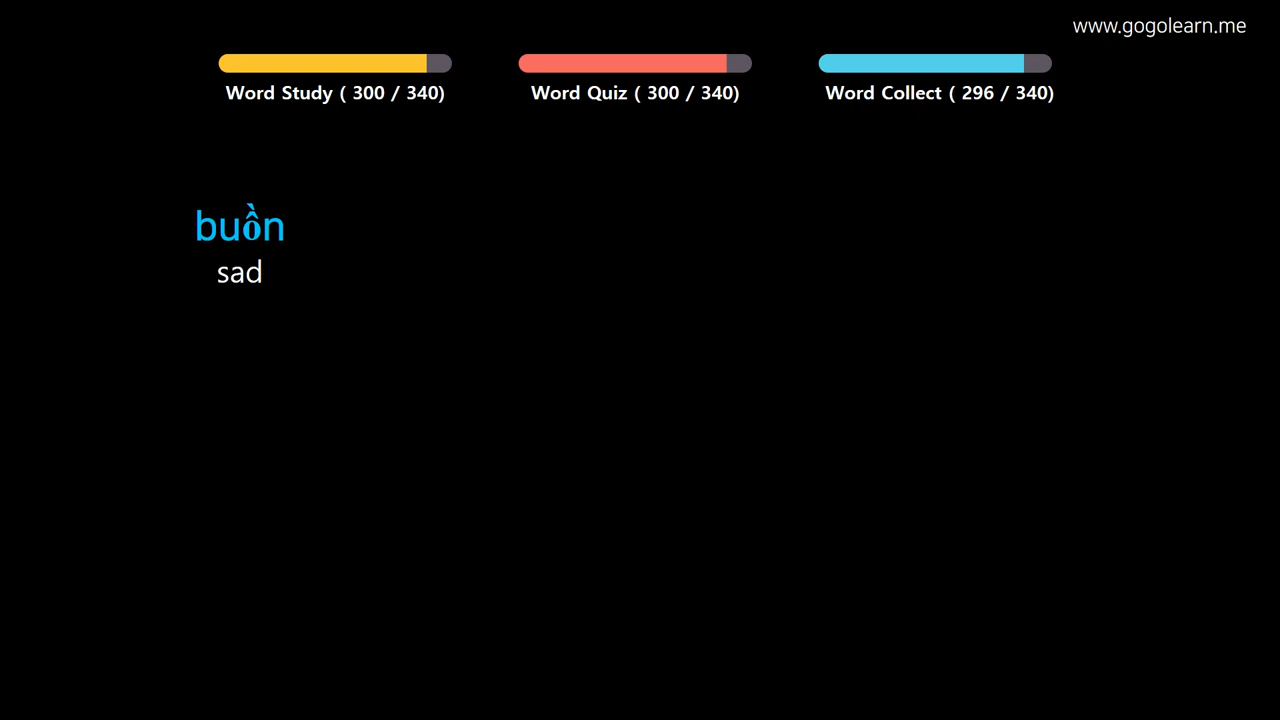 www.gogolearn.me
Word Study ( 300 / 340)
Word Quiz ( 300 / 340)
Word Collect ( 296 / 340)
buồn
sad